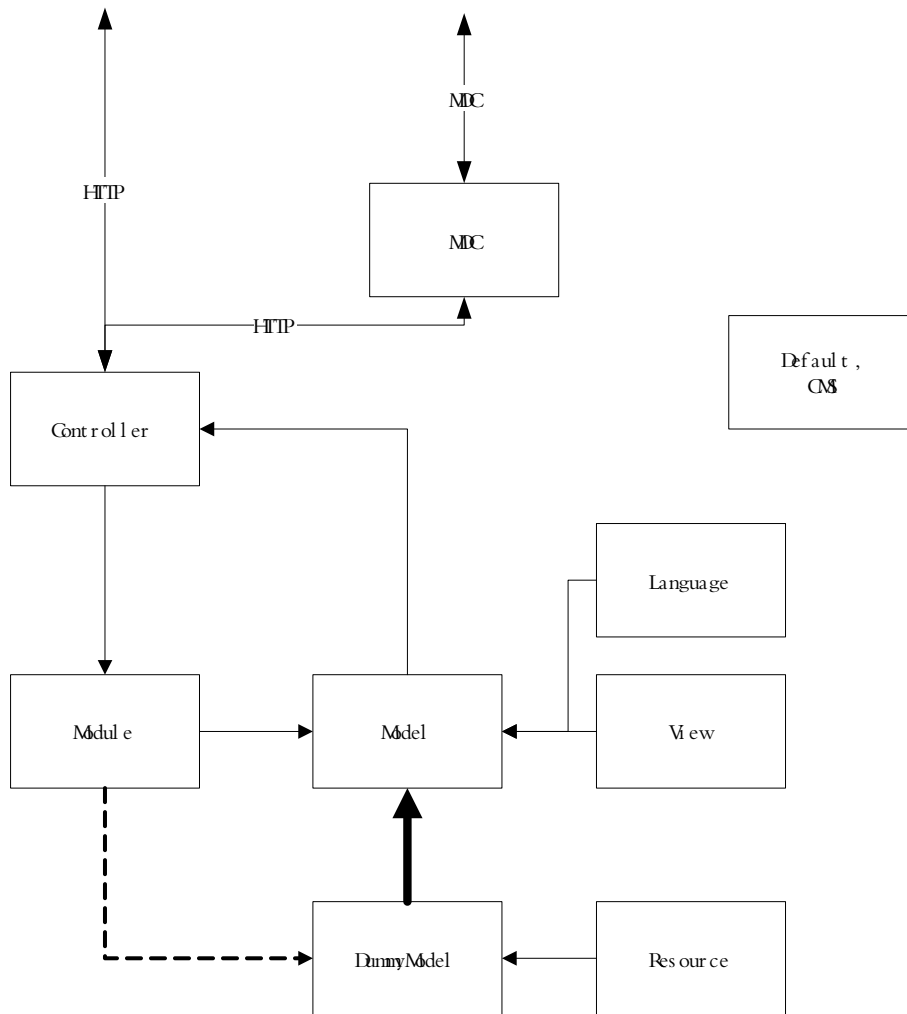 MDC
HTTP
MDC
HTTP
Default,
CMS
Controller
Language
Module
Model
View
DummyModel
Resource